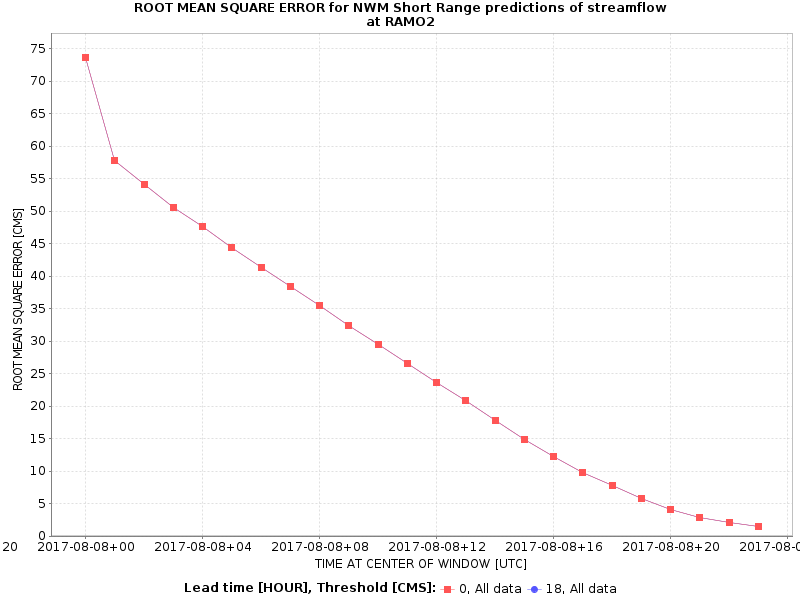 ROOT MEAN SQUARE ERROR for NWM Short Range predictions of streamflow
at RAMO2
ROOT MEAN SQUARE ERROR [CMS]
75
70
65
60
55
50
45
40
35
30
25
20
15
10
5
0
20 2017-08-08+00 2017-08-08+04 2017-08-08+08 2017-08-08+12 2017-08-08+16 2017-08-08+20 2017-08-0
TIME AT CENTER OF WINDOW [UTC]
Lead time [HOUR], Threshold [CMS]: 0, All data 18, All data